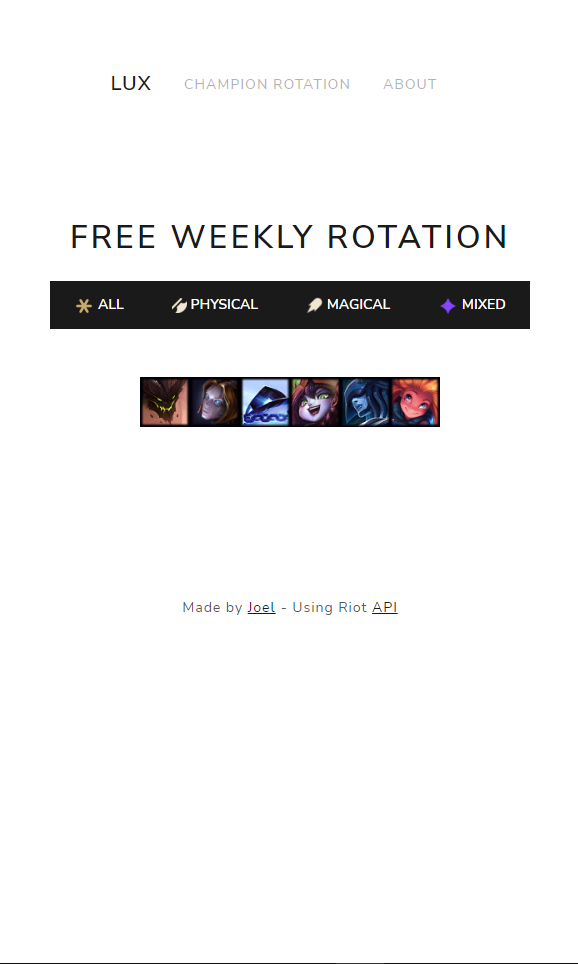 LUX CHAMPION ROTATION ABOUT
FREE WEEKLY ROTATION
ALL PHYSICAL MAGICAL MIXED
Made by Joel - Using Riot API